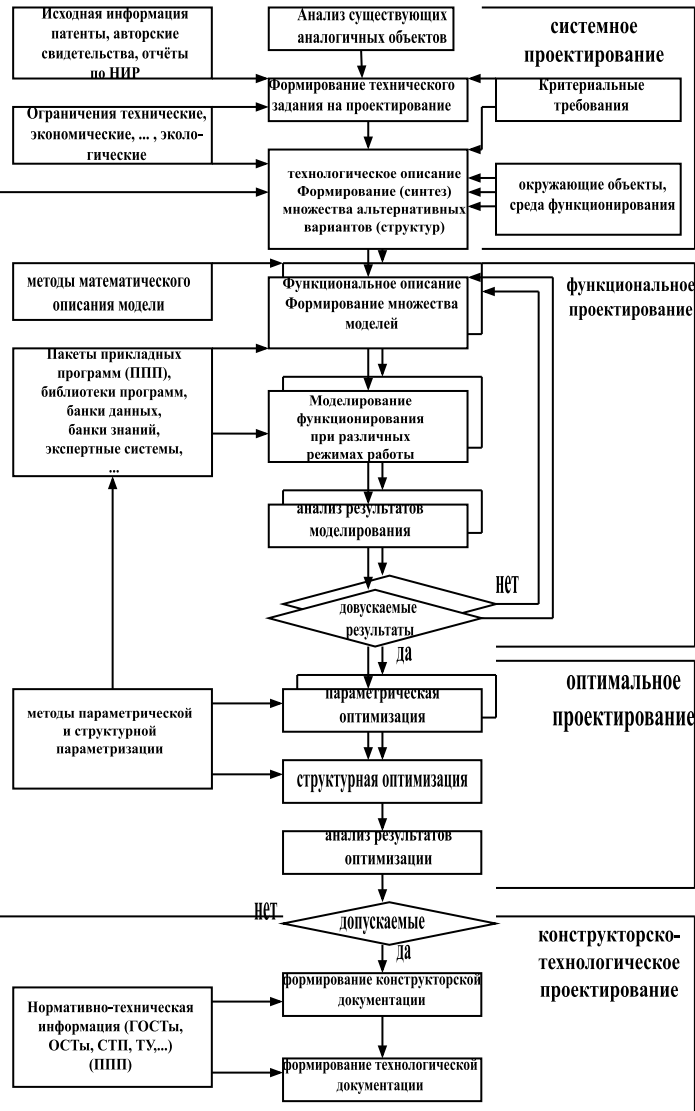 Исходная информация
патенты, авторские
свидетельства, отчёты
по НИР
Анализ существующих
аналогичных объектов
системное
проектирование
Формирование технического
задания на проектирование
Критериальные
требования
Ограничения технические,
экономические, ... , эколо-
гические
технологическое описание
Формирование (синтез)
множества альтернативных
вариантов (структур)
окружающие объекты,
среда функционирования
методы математического
описания модели
Функциональное описание
Формирование множества
моделей
функциональное
проектирование
Пакеты прикладных
программ (ППП),
библиотеки программ,
банки данных,
банки знаний,
экспертные системы,
...
Моделирование
функционирования
при различных
режимах работы
анализ результатов
моделирования
нет
довускаемые
результаты
да
оптимальное
проектирование
методы параметрической
и структурной
параметризации
параметрическая
оптимизация
структурная оптимизация
анализ результатов
оптимизации
нет
допускаемые
да
конструкторско-
технологическое
проектирование
формирование конструкторской
документации
Нормативно-техническая
информация (ГОСТы,
ОСТы, СТП, ТУ,...)
(ППП)
формирование технологической
документации